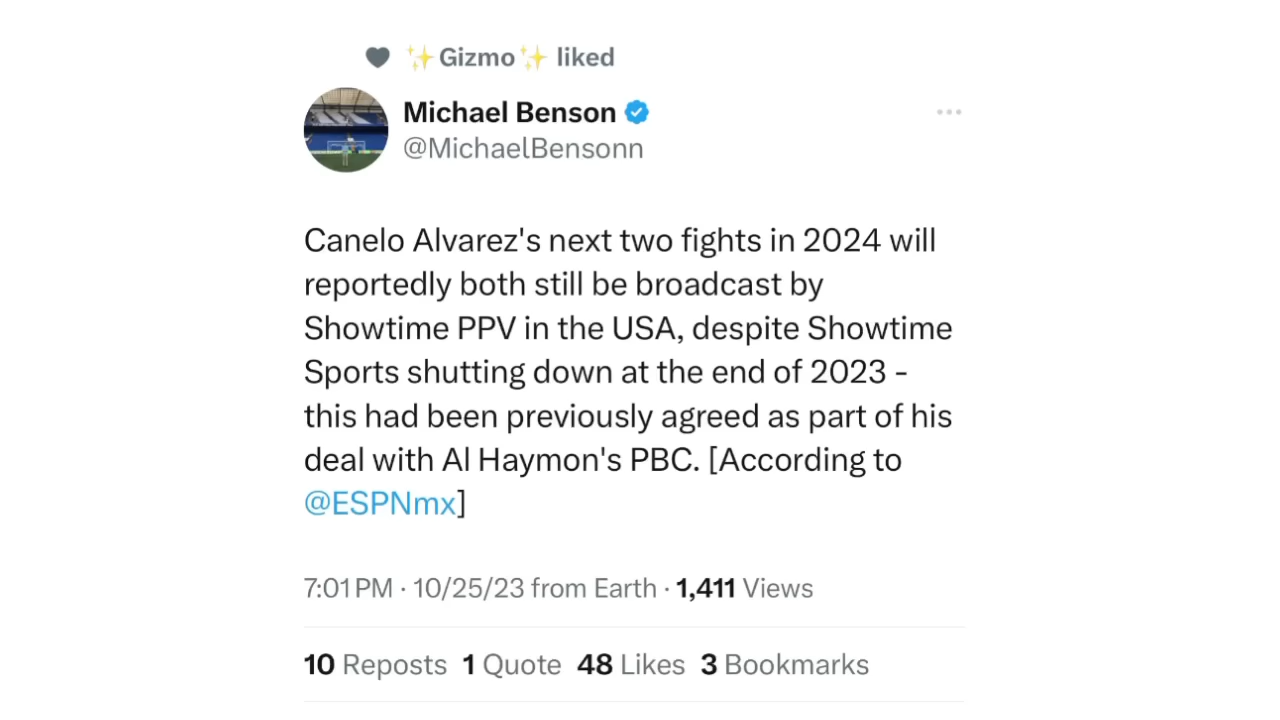 ✨Gizmo✨ liked
Michael Benson
@MichaelBensonn
Canelo Alvarez's next two fights in 2024 will
reportedly both still be broadcast by
Showtime PPV in the USA, despite Showtime
Sports shutting down at the end of 2023 -
this had been previously agreed as part of his
deal with Al Haymon's PBC. [According to
@ESPNmx]
7:01 PM · 10/25/23 from Earth · 1,411 Views
10 Reposts 1 Quote 48 Likes 3 Bookmarks